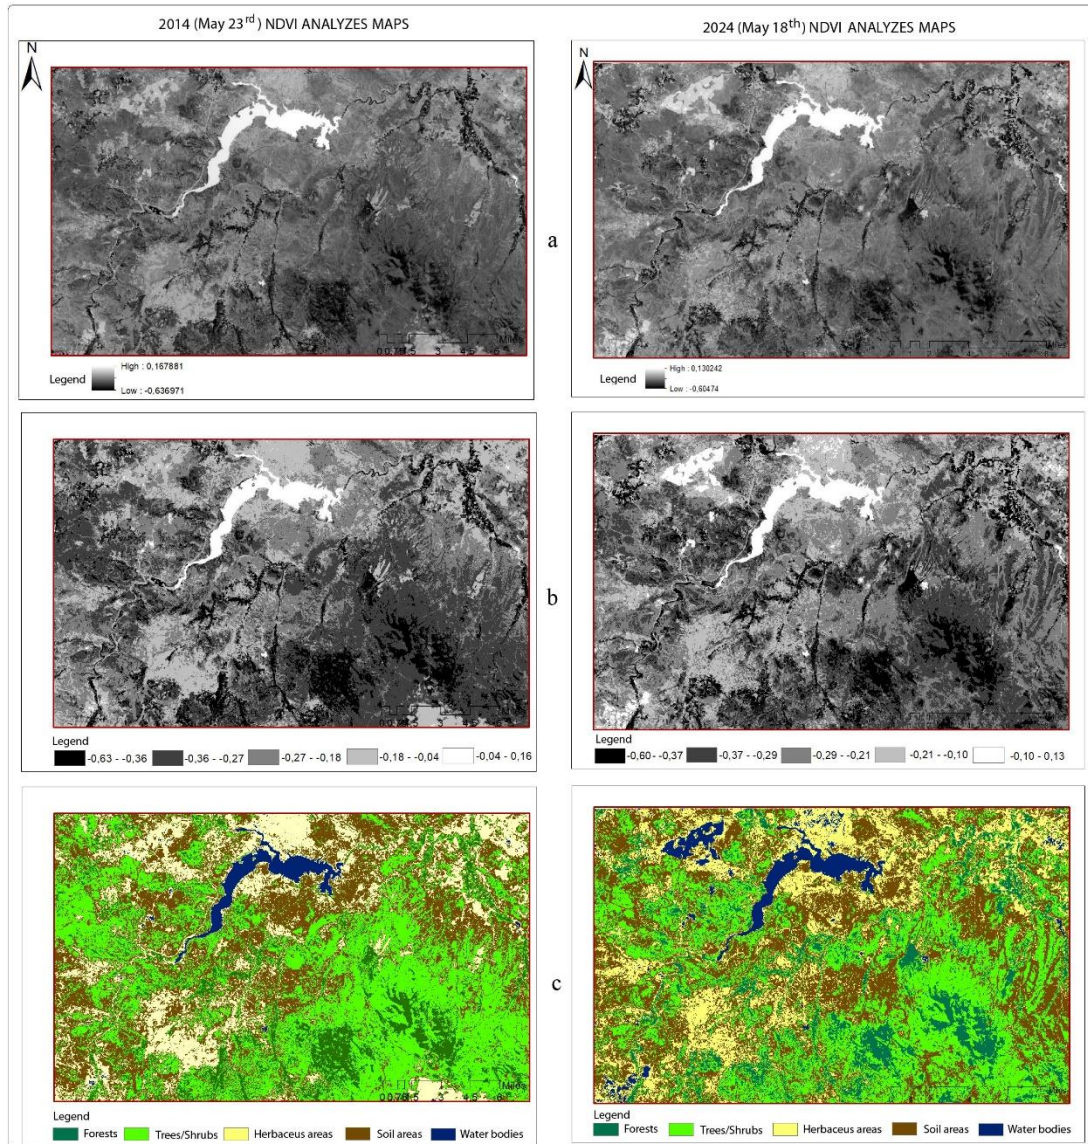 2014 (May 23rd) NDVI ANALYZES MAPS
2024 (May 18th) NDVI ANALYZES MAPS
N
N
a
Miles
Legend
High : 0,167881
Low : -0,636971
Legend
High : 0,130242
Low : -0,60474
b
Legend
-0,63 - -0,36 -0,36 - -0,27 -0,27 - -0,18 -0,18 - -0,04 -0,04 - 0,16
Legend
-0,60 - -0,37 -0,37 - -0,29 -0,29 - -0,21 -0,21 - -0,10 -0,10 - 0,13
c
Miles
Legend
Forests Trees/Shrubs Herbaceus areas Soil areas Water bodies
Legend
Forests Trees/Shrubs Herbaceus areas Soil areas Water bodies